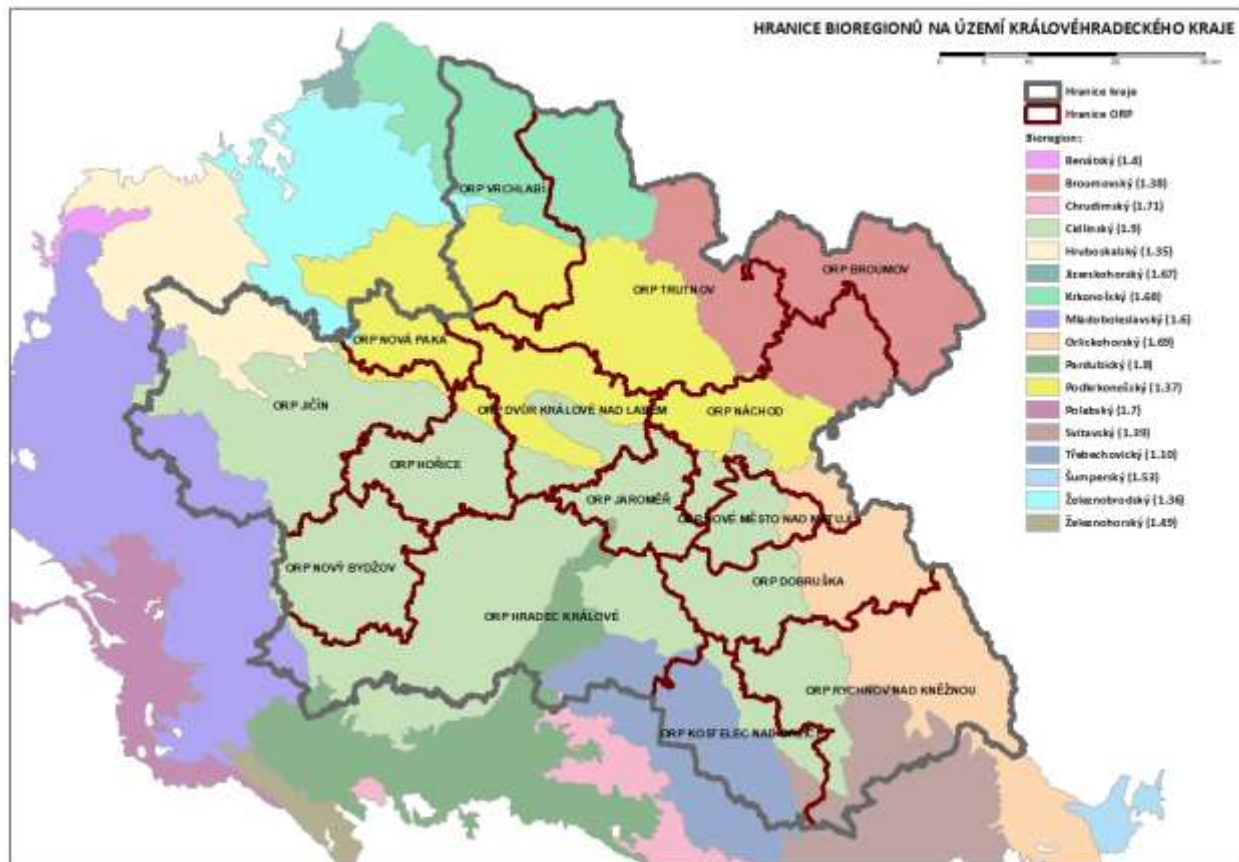 HRANICE BIOREGIONŮ NA ÚZEMÍ KRÁLOVÉHRADECKÉHO KRAJE
Hranice kraje
Hranice ORP
Bioregion:
Benátský (1.4)
Broumovský (1.38)
Chrudimský (1.71)
Cidlinský (1.9)
Hruboskalský (1.35)
Jizerskohorský (1.67)
Krkonošský (1.68)
Mladoboleslavský (1.6)
Orlickohorský (1.69)
Pardubický (1.8)
Podkrkonošský (1.37)
Polabský (1.7)
Svitavský (1.39)
Třebechovický (1.10)
Šumperský (1.53)
Železnobrodský (1.36)
Železnohorský (1.49)
ORP VRCHLABÍ
ORP BROUMOV
ORP TRUTNOV
ORP NOVÁ PAKA
ORP JIČÍN
ORP DVŮR KRÁLOVÉ NAD LABEM
ORP NÁCHOD
ORP HOŘICE
ORP JAROMĚŘ
ORP NOVÉ MĚSTO NAD METUJÍ
ORP NOVÝ BYDŽOV
ORP DOBRUŠKA
ORP HRADEC KRÁLOVÉ
ORP RYCHNOV NAD KNĚŽNOU
ORP KOSTELEC NAD ORLICÍ